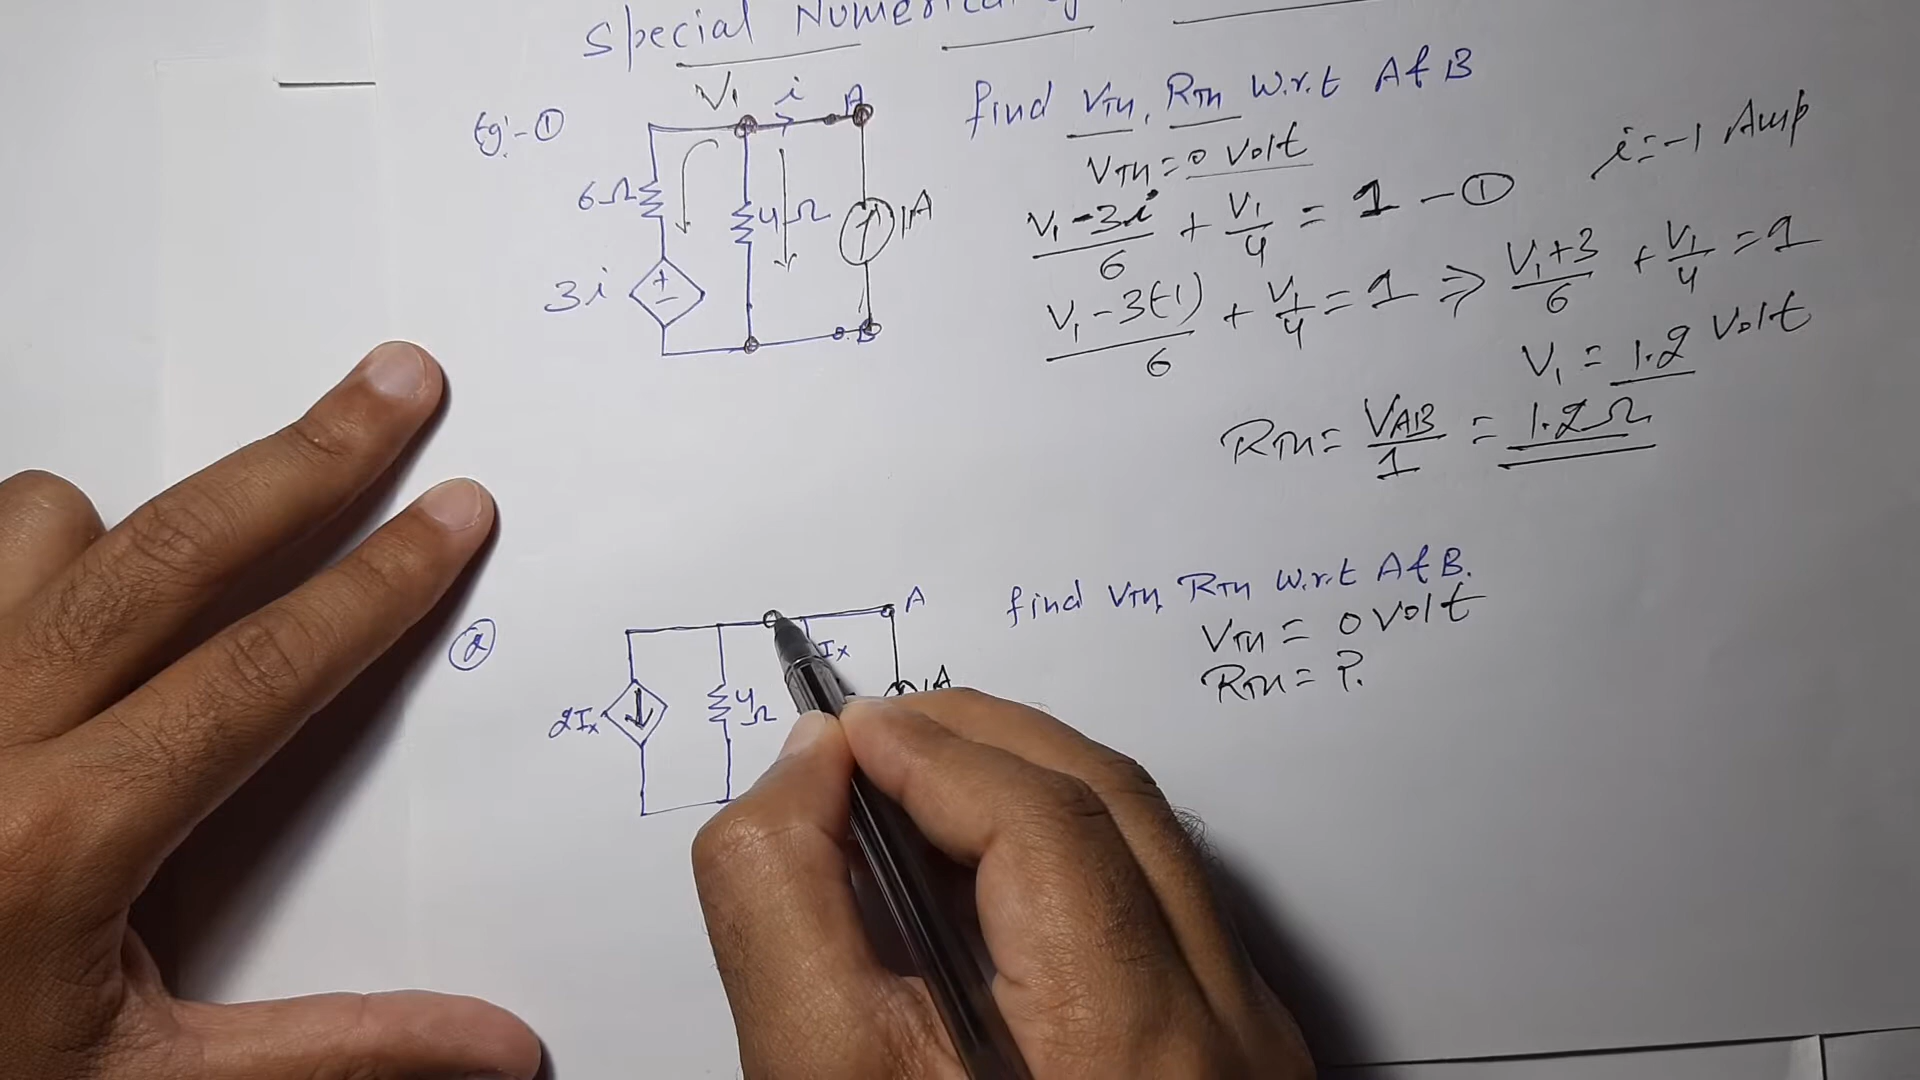 Special Numerical
Eg:- ①
V₁
i
A
6Ω
4Ω
1A
3i
+
−
B
find VTH, RTH W.r.t A & B
VTH = 0 Volt
i = -1 Amp
(V₁ - 3i)/6 + V₁/4 = 1 - ①
(V₁ - 3(-1))/6 + V₁/4 = 1 ⇒ (V₁ + 3)/6 + V₁/4 = 1
V₁ = 1.2 Volt
RTH = VAB/1 = 1.2Ω
②
A
Ix
2Ix
4Ω
1A
find VTH, RTH W.r.t A & B.
VTH = 0 Volt
RTH = ?.